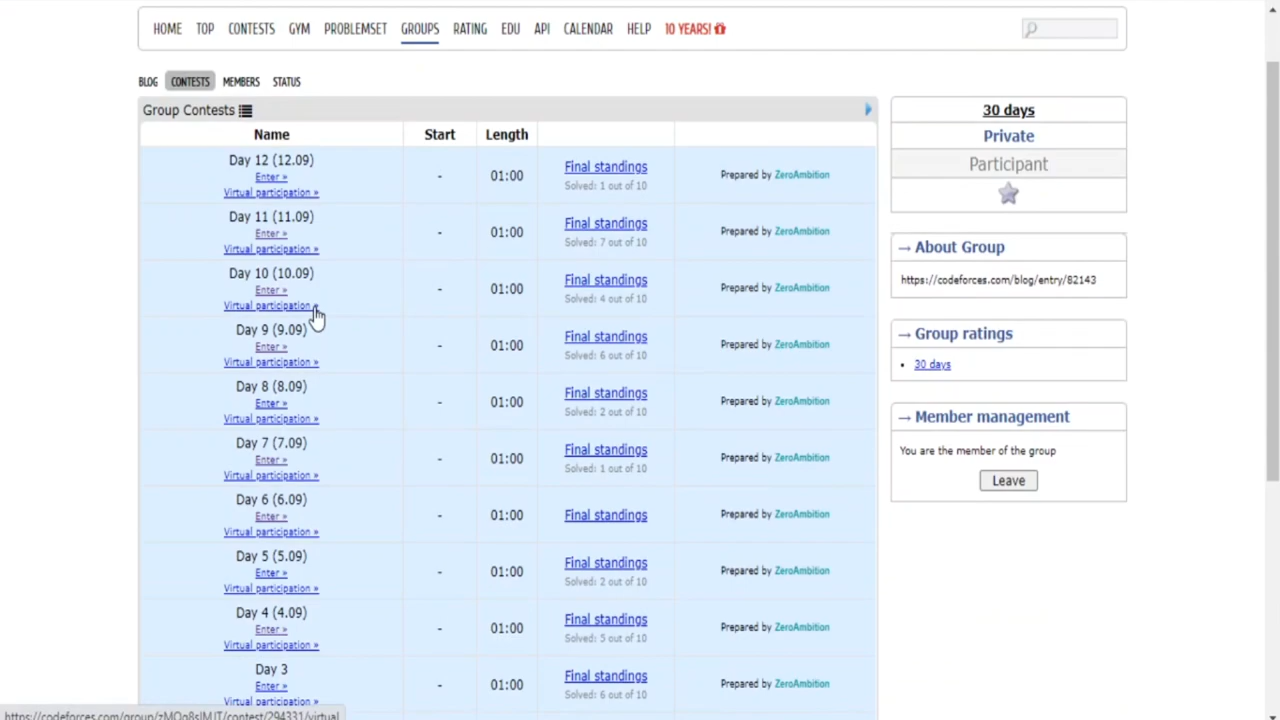 HOME TOP CONTESTS GYM PROBLEMSET GROUPS RATING EDU API CALENDAR HELP 10 YEARS!
BLOG CONTESTS MEMBERS STATUS
Group Contests
Name Start Length
Day 12 (12.09)
Enter »
Virtual participation »
- 01:00
Final standings
Solved: 1 out of 10
Prepared by ZeroAmbition
Day 11 (11.09)
Enter »
Virtual participation »
- 01:00
Final standings
Solved: 7 out of 10
Prepared by ZeroAmbition
Day 10 (10.09)
Enter »
Virtual participation »
- 01:00
Final standings
Solved: 4 out of 10
Prepared by ZeroAmbition
Day 9 (9.09)
Enter »
Virtual participation »
- 01:00
Final standings
Solved: 6 out of 10
Prepared by ZeroAmbition
Day 8 (8.09)
Enter »
Virtual participation »
- 01:00
Final standings
Solved: 2 out of 10
Prepared by ZeroAmbition
Day 7 (7.09)
Enter »
Virtual participation »
- 01:00
Final standings
Solved: 1 out of 10
Prepared by ZeroAmbition
Day 6 (6.09)
Enter »
Virtual participation »
- 01:00
Final standings
Prepared by ZeroAmbition
Day 5 (5.09)
Enter »
Virtual participation »
- 01:00
Final standings
Solved: 2 out of 10
Prepared by ZeroAmbition
Day 4 (4.09)
Enter »
Virtual participation »
- 01:00
Final standings
Solved: 5 out of 10
Prepared by ZeroAmbition
Day 3
Enter »
Virtual participation »
- 01:00
Final standings
Solved: 6 out of 10
Prepared by ZeroAmbition
30 days
Private
Participant
→ About Group
https://codeforces.com/blog/entry/82143
→ Group ratings
• 30 days
→ Member management
You are the member of the group
Leave